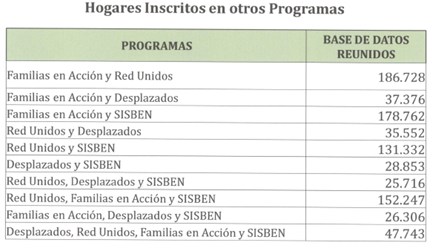 Hogares Inscritos en otros Programas
PROGRAMAS BASE DE DATOS REUNIDOS
Familias en Acción y Red Unidos 186.728
Familias en Acción y Desplazados 37.376
Familias en Acción y SISBEN 178.762
Red Unidos y Desplazados 35.552
Red Unidos y SISBEN 131.332
Desplazados y SISBEN 28.853
Red Unidos, Desplazados y SISBEN 25.716
Red Unidos, Familias en Acción y SISBEN 152.247
Familias en Acción, Desplazados y SISBEN 26.306
Desplazados, Red Unidos, Familias en Acción y SISBEN 47.743